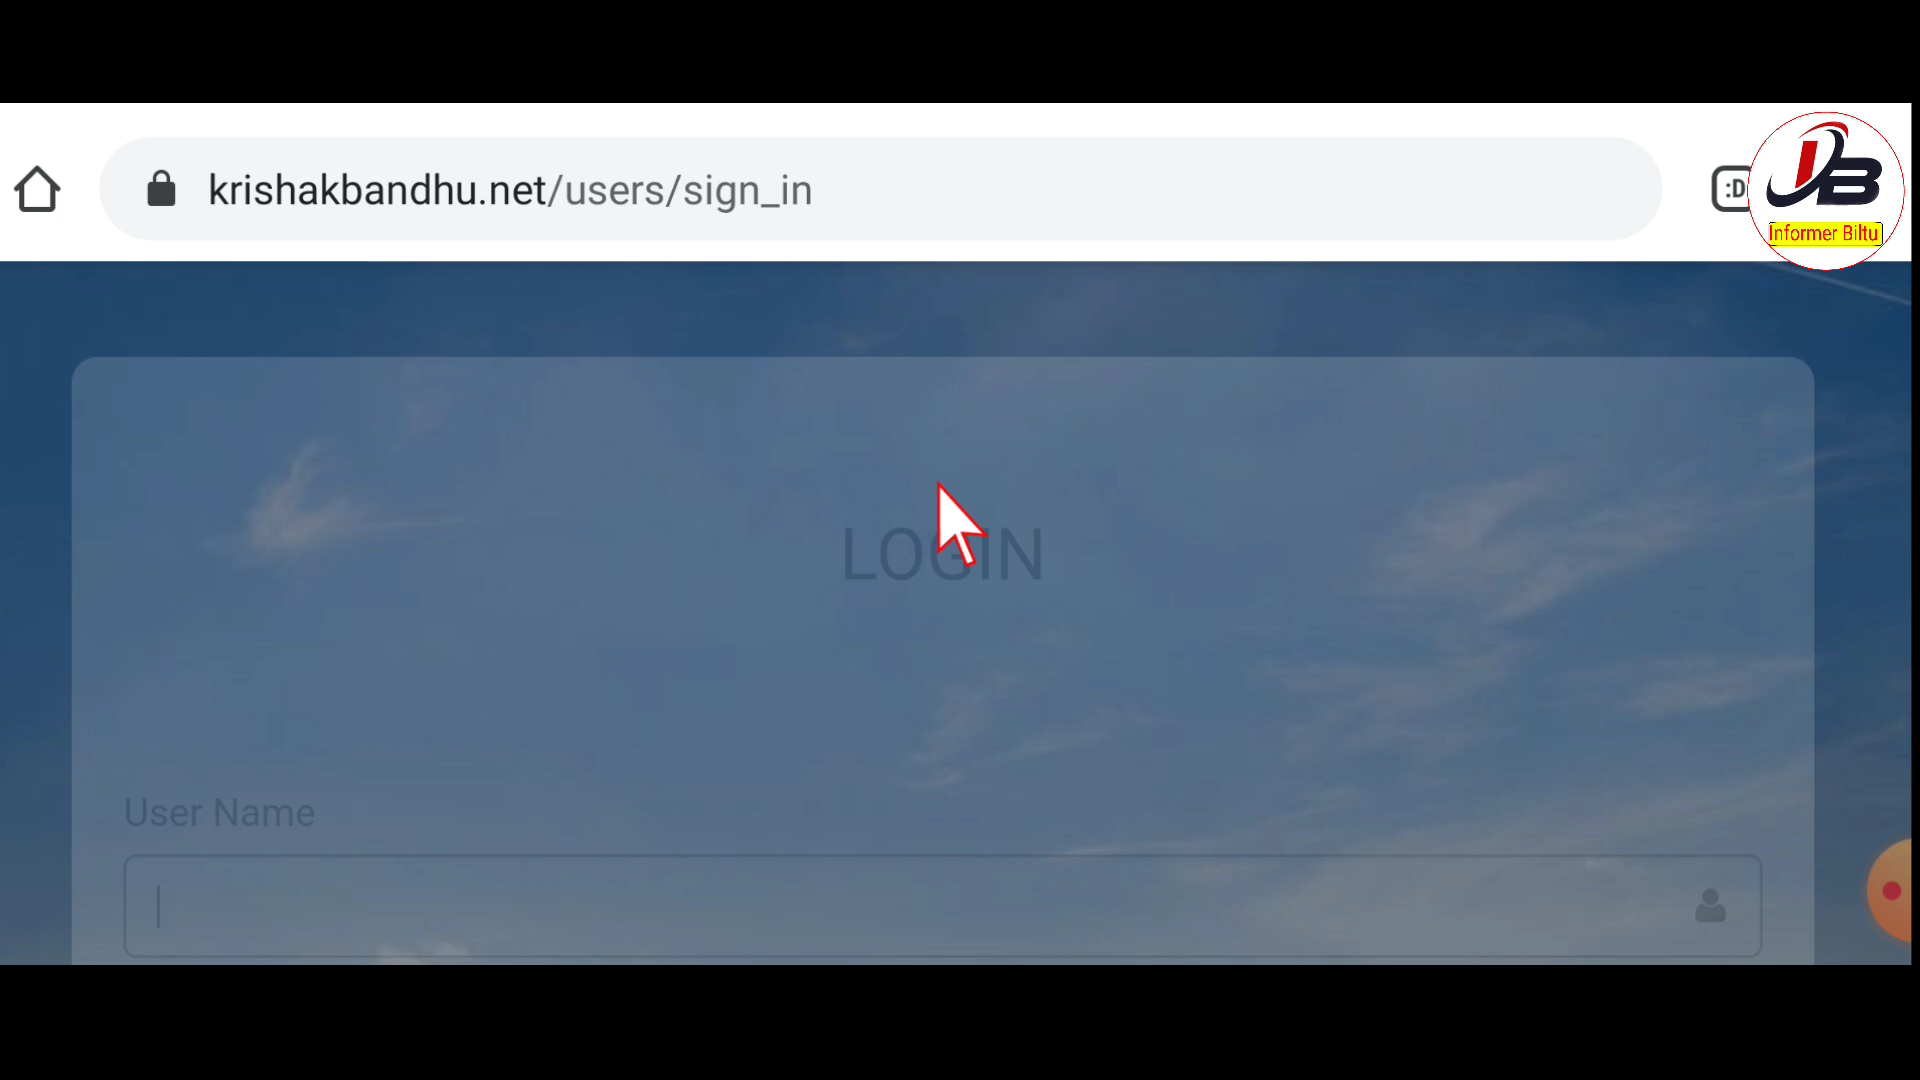 krishakbandhu.net/users/sign_in
:D
Informer Biltu
LOGIN
User Name